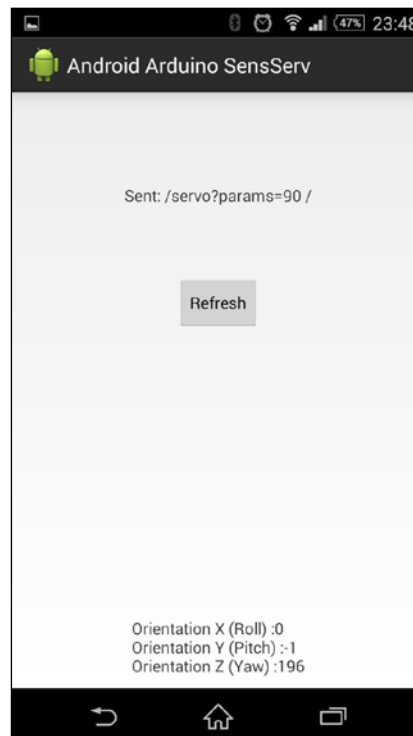 47% 23:48
Android Arduino SensServ
Sent: /servo?params=90 /
Refresh
Orientation X (Roll) :0
Orientation Y (Pitch) :-1
Orientation Z (Yaw) :196